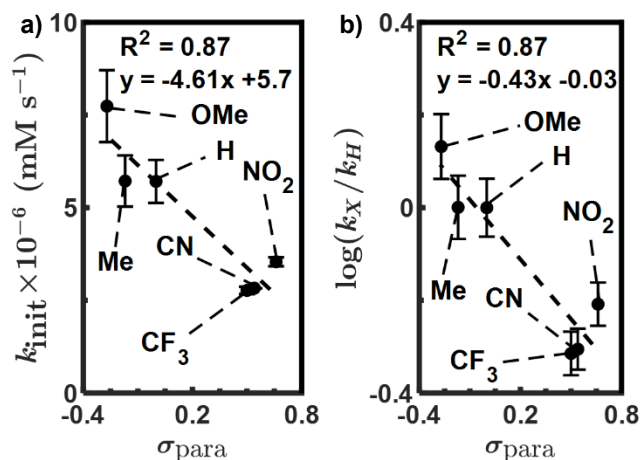 a)
R² = 0.87
y = -4.61x +5.7
OMe
H
NO₂
Me
CN
CF₃
10
5
0
-0.4
0.2
0.8
k_init×10⁻⁶ (mM s⁻¹)
σ_para
b)
R² = 0.87
y = -0.43x -0.03
OMe
H
NO₂
Me
CN
CF₃
0.4
0
-0.4
-0.4
0.2
0.8
log(k_X/k_H)
σ_para